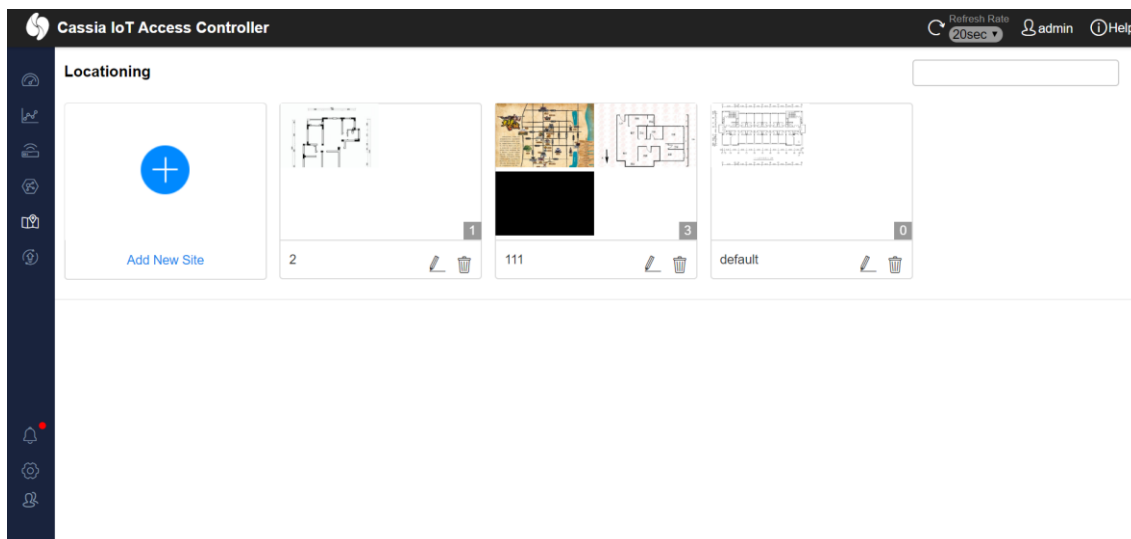 Cassia IoT Access Controller
Refresh Rate
20sec
admin
Help
Locationing
1
3
0
Add New Site
2
111
default